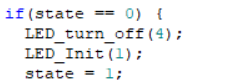 if(state == 0) {
LED_turn_off(4);
LED_Init(1);
state = 1;